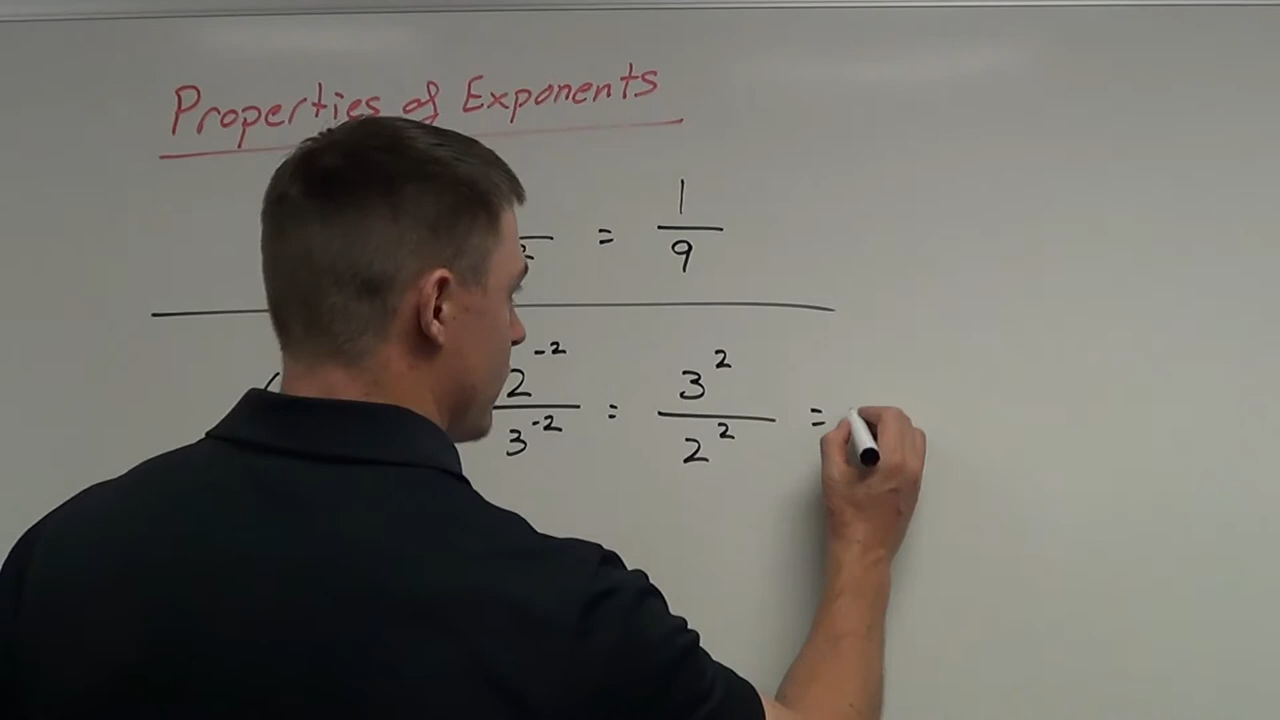 Properties of Exponents
= 1/9
2^-2/3^-2 = 3^2/2^2 =